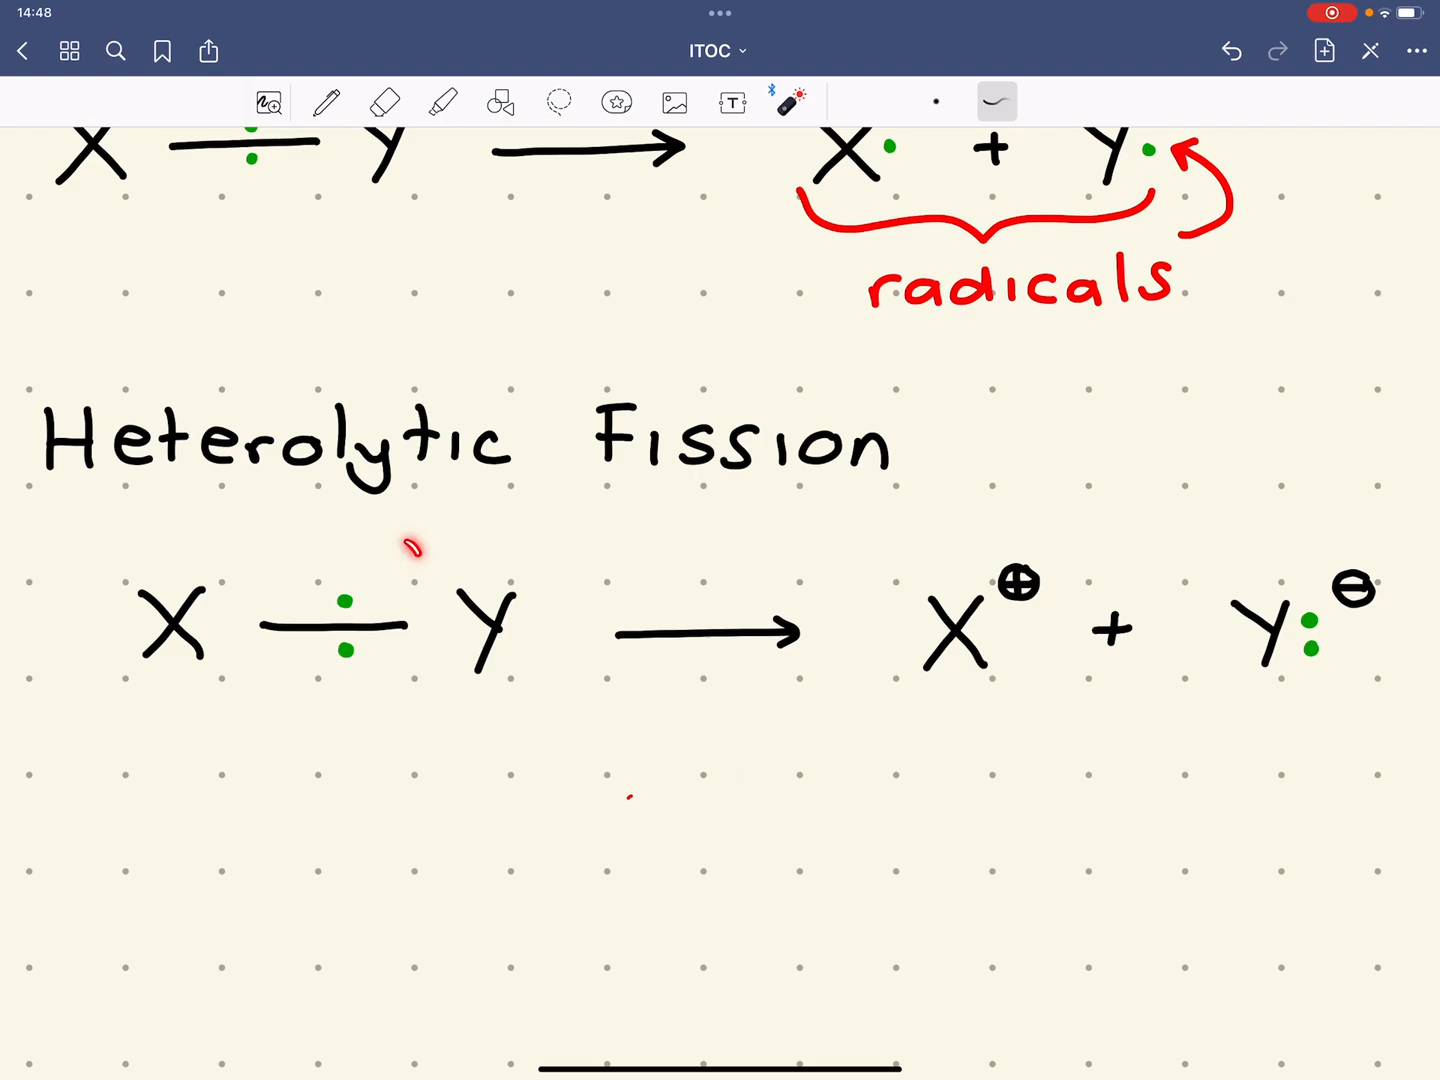 14:48
ITOC
T
X ÷ Y → X· + Y·
radicals
Heterolytic Fission
X ÷ Y → X⊕ + Y:⊖